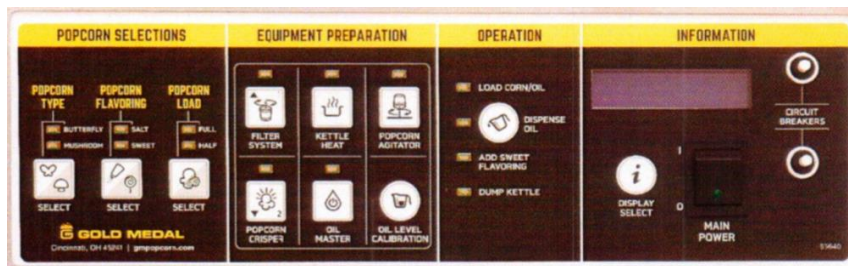 POPCORN SELECTIONS
POPCORN TYPE
BUTTERFLY
MUSHROOM
SELECT
POPCORN FLAVORING
SALT
SWEET
SELECT
POPCORN LOAD
FULL
HALF
SELECT
GOLD MEDAL
Cincinnati, OH 45241 | gmpopcorn.com
EQUIPMENT PREPARATION
FILTER
SYSTEM
KETTLE
HEAT
POPCORN
AGITATOR
2
POPCORN
CRISPER
OIL
MASTER
OIL LEVEL
CALIBRATION
OPERATION
LOAD CORN/OIL
DISPENSE
OIL
ADD SWEET
FLAVORING
DUMP KETTLE
INFORMATION
CIRCUIT
BREAKERS
i
DISPLAY
SELECT
I
O
MAIN
POWER